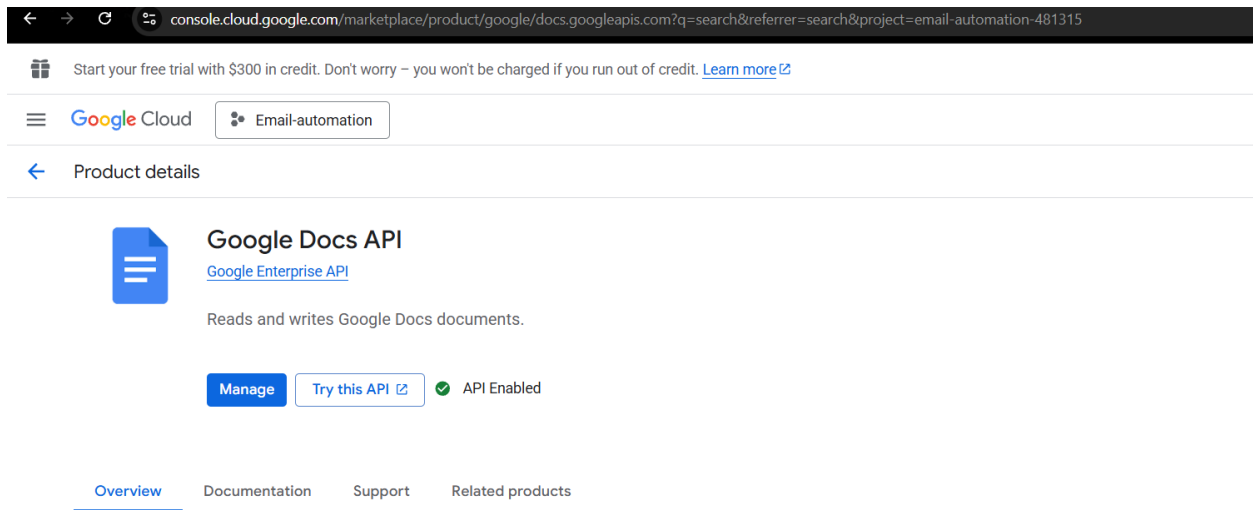 console.cloud.google.com/marketplace/product/google/docs.googleapis.com?q=search&referrer=search&project=email-automation-481315
Start your free trial with $300 in credit. Don't worry – you won't be charged if you run out of credit. Learn more
Google Cloud Email-automation
Product details
Google Docs API
Google Enterprise API
Reads and writes Google Docs documents.
Manage Try this API API Enabled
Overview Documentation Support Related products